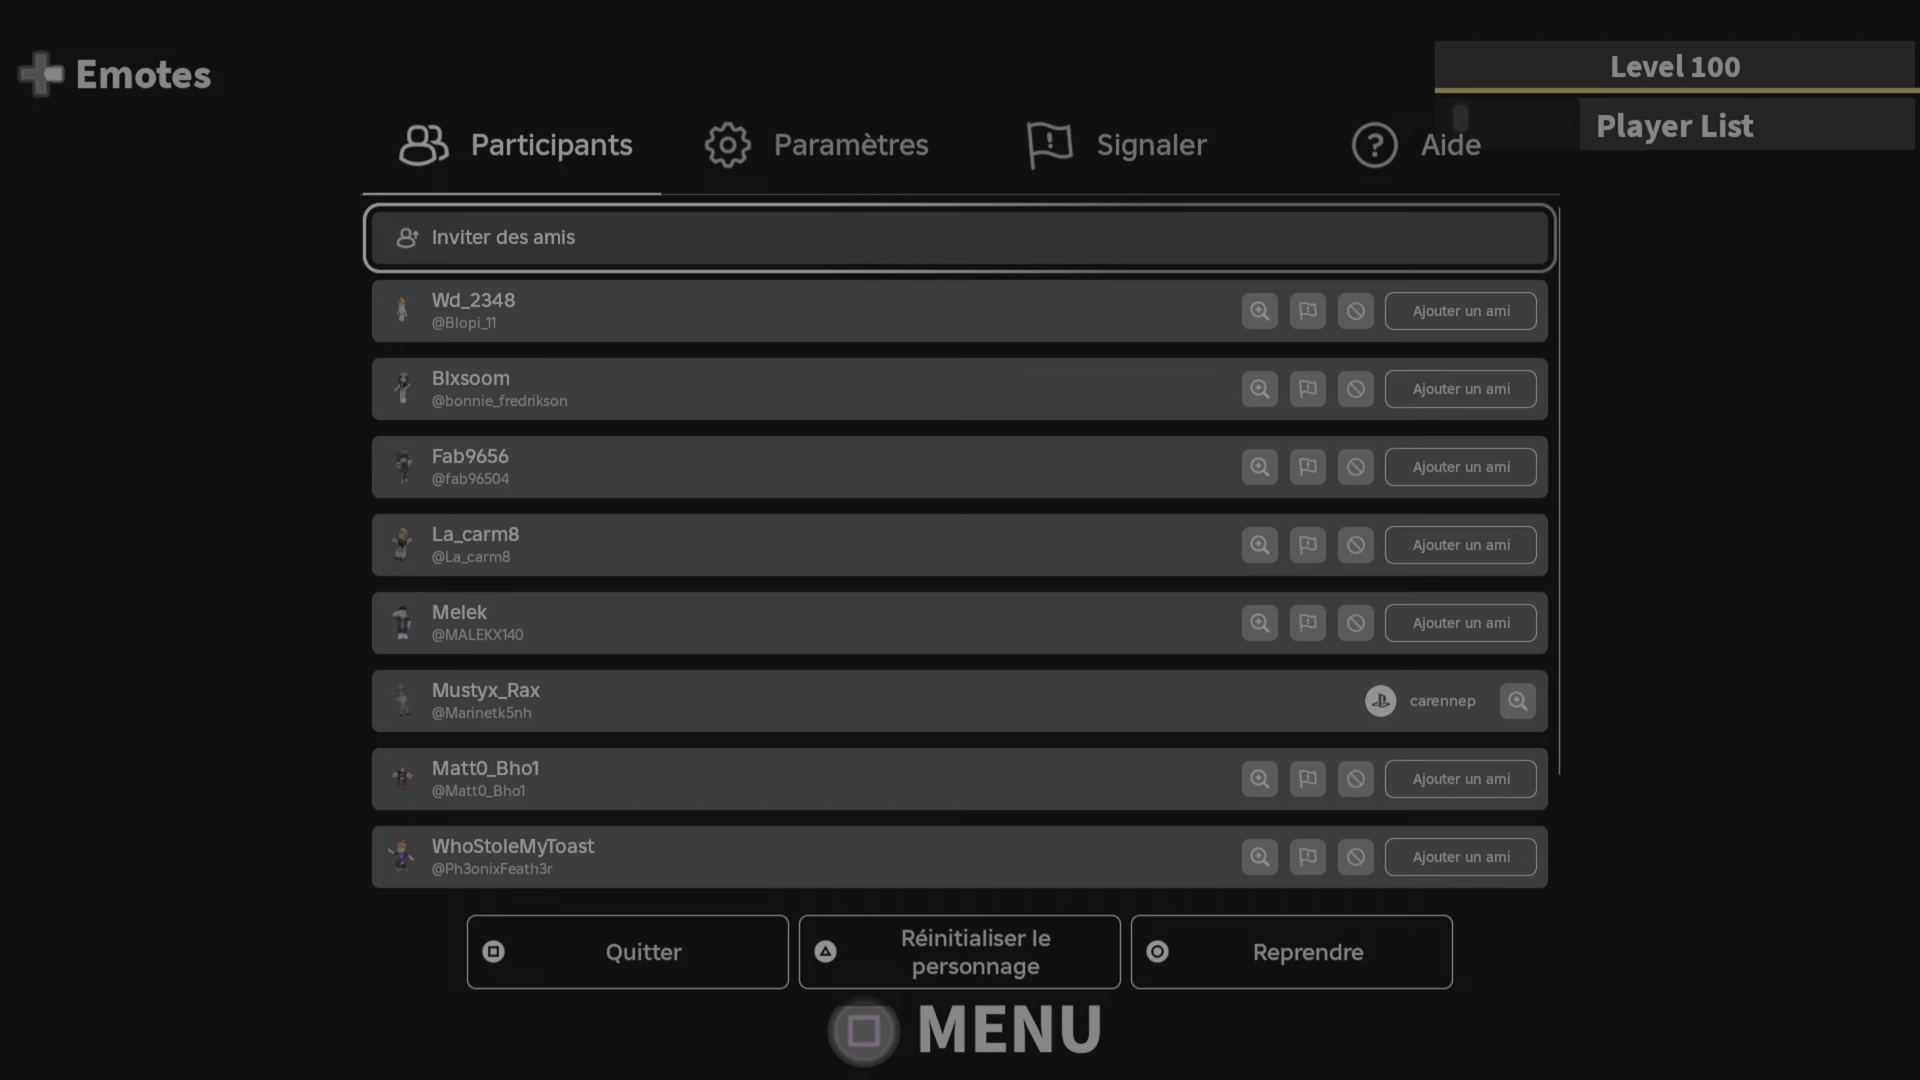 Emotes
Level 100
Player List
Participants
Paramètres
Signaler
Aide
Inviter des amis
Wd_2348
@Blopi_11
Ajouter un ami
Blxsoom
@bonnie_fredrikson
Ajouter un ami
Fab9656
@fab96504
Ajouter un ami
La_carm8
@La_carm8
Ajouter un ami
Melek
@MALEKX140
Ajouter un ami
Mustyx_Rax
@Marinetk5nh
carennep
Matt0_Bho1
@Matt0_Bho1
Ajouter un ami
WhoStoleMyToast
@Ph3onixFeath3r
Ajouter un ami
Quitter
Réinitialiser le
personnage
Reprendre
MENU